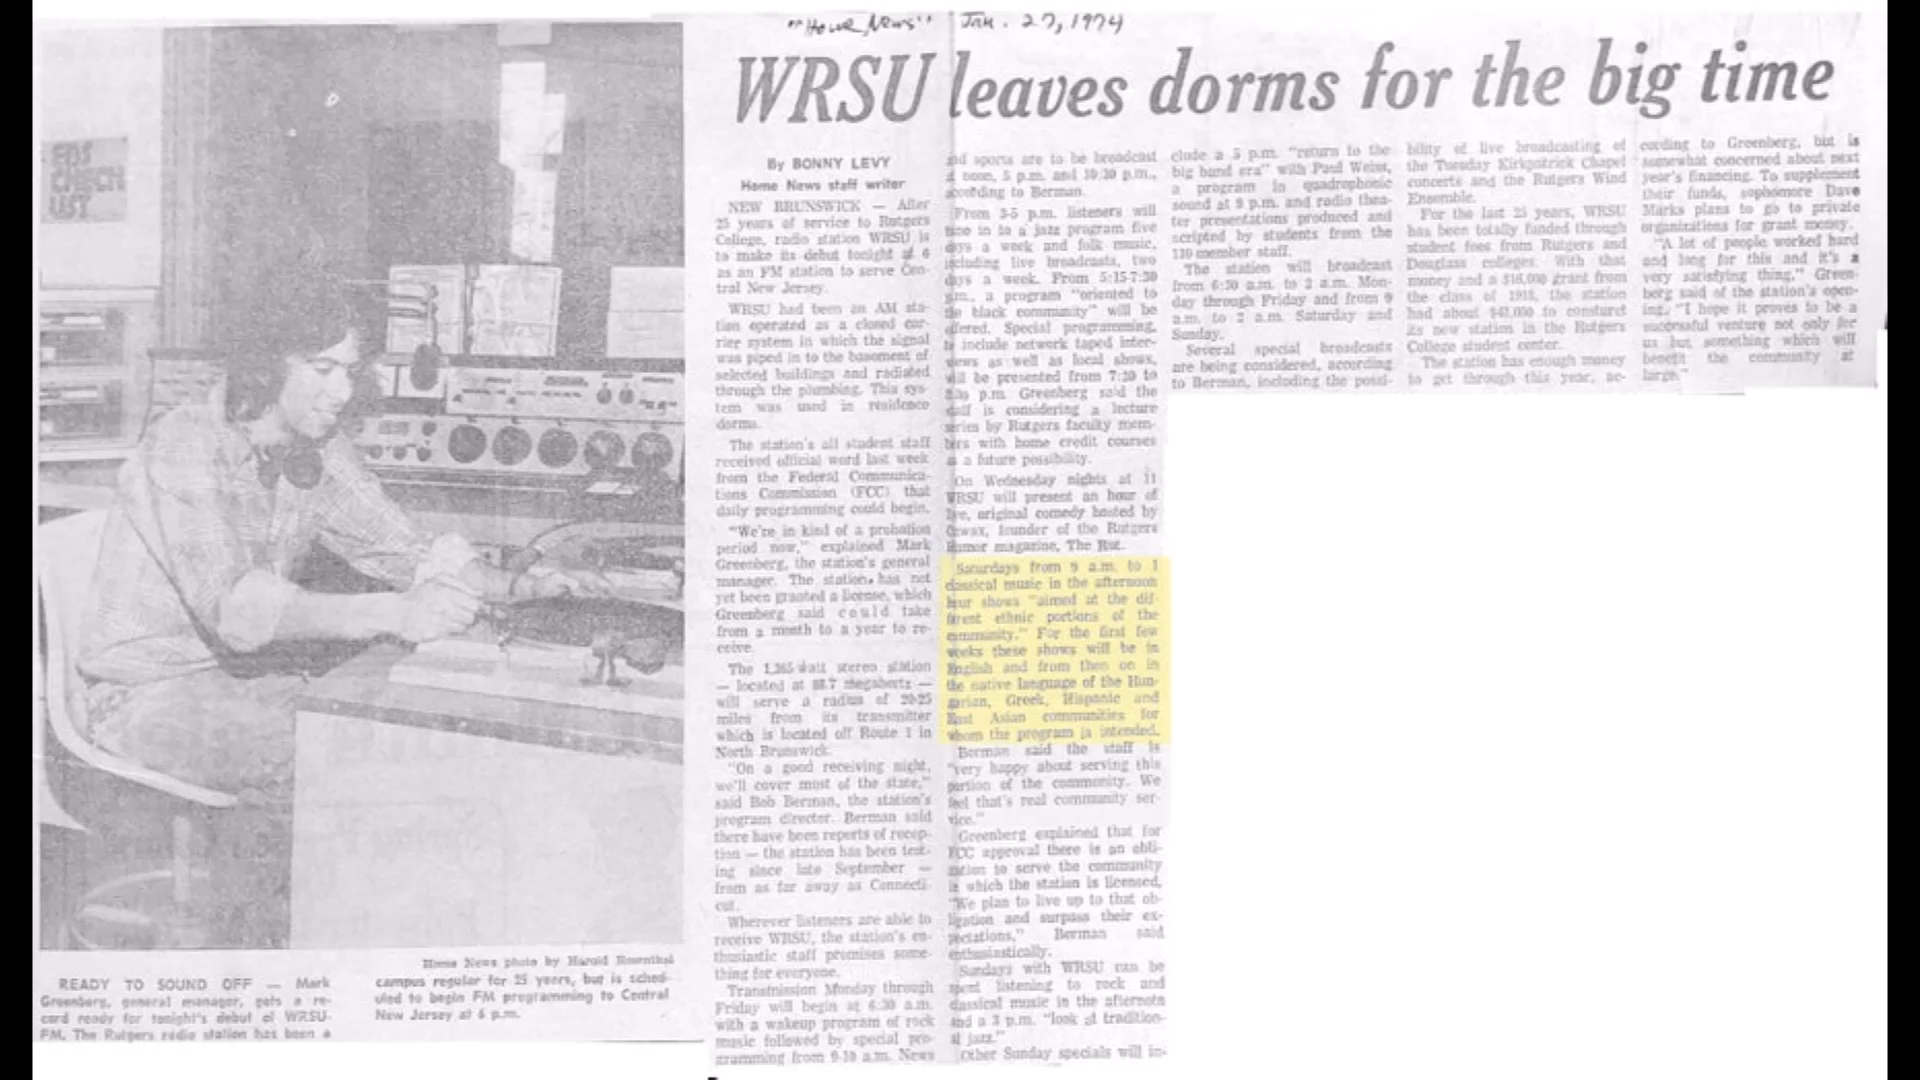 "Home News" Jan. 27, 1974
WRSU leaves dorms for the big time
EBS
CHECK
LIST
Home News photo by Harold Rosenthal
READY TO SOUND OFF — Mark
Greenberg, general manager, gets a re-
cord ready for tonight's debut of WRSU-
FM. The Rutgers radio station has been a
campus regular for 25 years, but is sched-
uled to begin FM programming to Central
New Jersey at 6 p.m.
By BONNY LEVY
Home News staff writer
NEW BRUNSWICK — After
25 years of service to Rutgers
College, radio station WRSU is
to make its debut tonight at 6
as an FM station to serve Cen-
tral New Jersey.
WRSU had been an AM sta-
tion operated as a closed car-
rier system in which the signal
was piped in to the basement of
selected buildings and radiated
through the plumbing. This sys-
tem was used in residence
dorms.
The station's all student staff
received official word last week
from the Federal Communica-
tions Commission (FCC) that
daily programming could begin.
"We're in kind of a probation
period now," explained Mark
Greenberg, the station's general
manager. The station has not
yet been granted a license, which
Greenberg said could take
from a month to a year to re-
ceive.
The 1,365-watt stereo station
— located at 88.7 megahertz —
will serve a radius of 20-25
miles from its transmitter
which is located off Route 1 in
North Brunswick.
"On a good receiving night,
we'll cover most of the state,"
said Bob Berman, the station's
program director. Berman said
there have been reports of recep-
tion — the station has been test-
ing since late September —
from as far away as Connecti-
cut.
Wherever listeners are able to
receive WRSU, the station's en-
thusiastic staff promises some-
thing for everyone.
Transmission Monday through
Friday will begin at 6:30 a.m.
with a wakeup program of rock
music followed by special pro-
gramming from 9-10 a.m. News
and sports are to be broadcast
at noon, 5 p.m. and 10:30 p.m.,
according to Berman.
From 3-5 p.m. listeners will
tune in to a jazz program five
days a week and folk music,
including live broadcasts, two
days a week. From 5:15-7:30
p.m., a program "oriented to
the black community" will be
offered. Special programming,
to include network taped inter-
views as well as local shows,
will be presented from 7:30 to
p.m. Greenberg said the
staff is considering a lecture
series by Rutgers faculty mem-
bers with home credit courses
as a future possibility.
On Wednesday nights at 11
WRSU will present an hour of
live, original comedy hosted by
founder of the Rutgers
humor magazine, The Rut.
Saturdays from 9 a.m. to 1
classical music in the afternoon
hour shows "aimed at the dif-
ferent ethnic portions of the
community." For the first few
weeks these shows will be in
English and from then on in
the native language of the Hun-
garian, Greek, Hispanic and
East Asian communities for
whom the program is intended.
Berman said the staff is
"very happy about serving this
portion of the community. We
feel that's real community ser-
vice."
Greenberg explained that for
FCC approval there is an obli-
gation to serve the community
in which the station is licensed,
"We plan to live up to that ob-
ligation and surpass their ex-
pectations," Berman said
enthusiastically.
Sundays with WRSU can be
spent listening to rock and
classical music in the afternoon
and a 3 p.m. "look at tradition-
al jazz."
Other Sunday specials will in-
clude a 5 p.m. "return to the
big band era" with Paul Weiss,
a program in quadrophonic
sound at 9 p.m. and radio thea-
ter presentations produced and
scripted by students from the
110 member staff.
The station will broadcast
from 6:30 a.m. to 2 a.m. Mon-
day through Friday and from 9
a.m. to 2 a.m. Saturday and
Sunday.
Several special broadcasts
are being considered, according
to Berman, including the possi-
bility of live broadcasting of
the Tuesday Kirkpatrick Chapel
concerts and the Rutgers Wind
Ensemble.
For the last 25 years, WRSU
has been totally funded through
student fees from Rutgers and
Douglass colleges. With that
money and a $16,000 grant from
the class of 1918, the station
had about $43,000 to construct
its new station in the Rutgers
College student center.
The station has enough money
to get through this year, ac-
cording to Greenberg, but is
somewhat concerned about next
year's financing. To supplement
their funds, sophomore Dave
Marks plans to go to private
organizations for grant money.
"A lot of people worked hard
and long for this and it's a
very satisfying thing," Green-
berg said of the station's open-
ing. "I hope it proves to be a
successful venture not only for
us but something which will
benefit the community at
large."